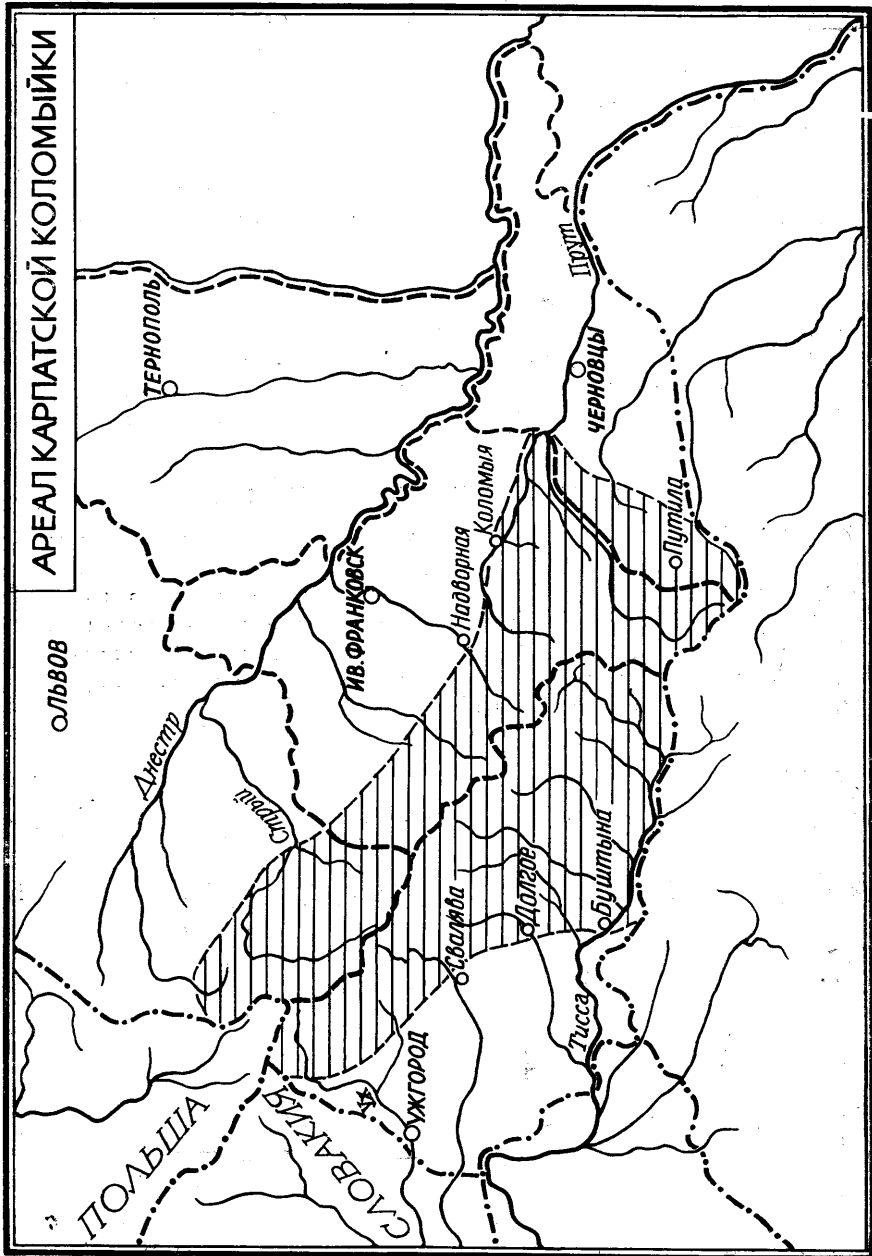 АРЕАЛ КАРПАТСКОЙ КОЛОМЫЙКИ
ЛЬВОВ
ТЕРНОПОЛЬ
Днестр
Стрый
ИВ. ФРАНКОВСК
Надворная
Коломыя
Прут
ЧЕРНОВЦЫ
Путила
ПОЛЬША
СЛОВАКИЯ
УЖГОРОД
Свалява
Долгое
Буштына
Тисса